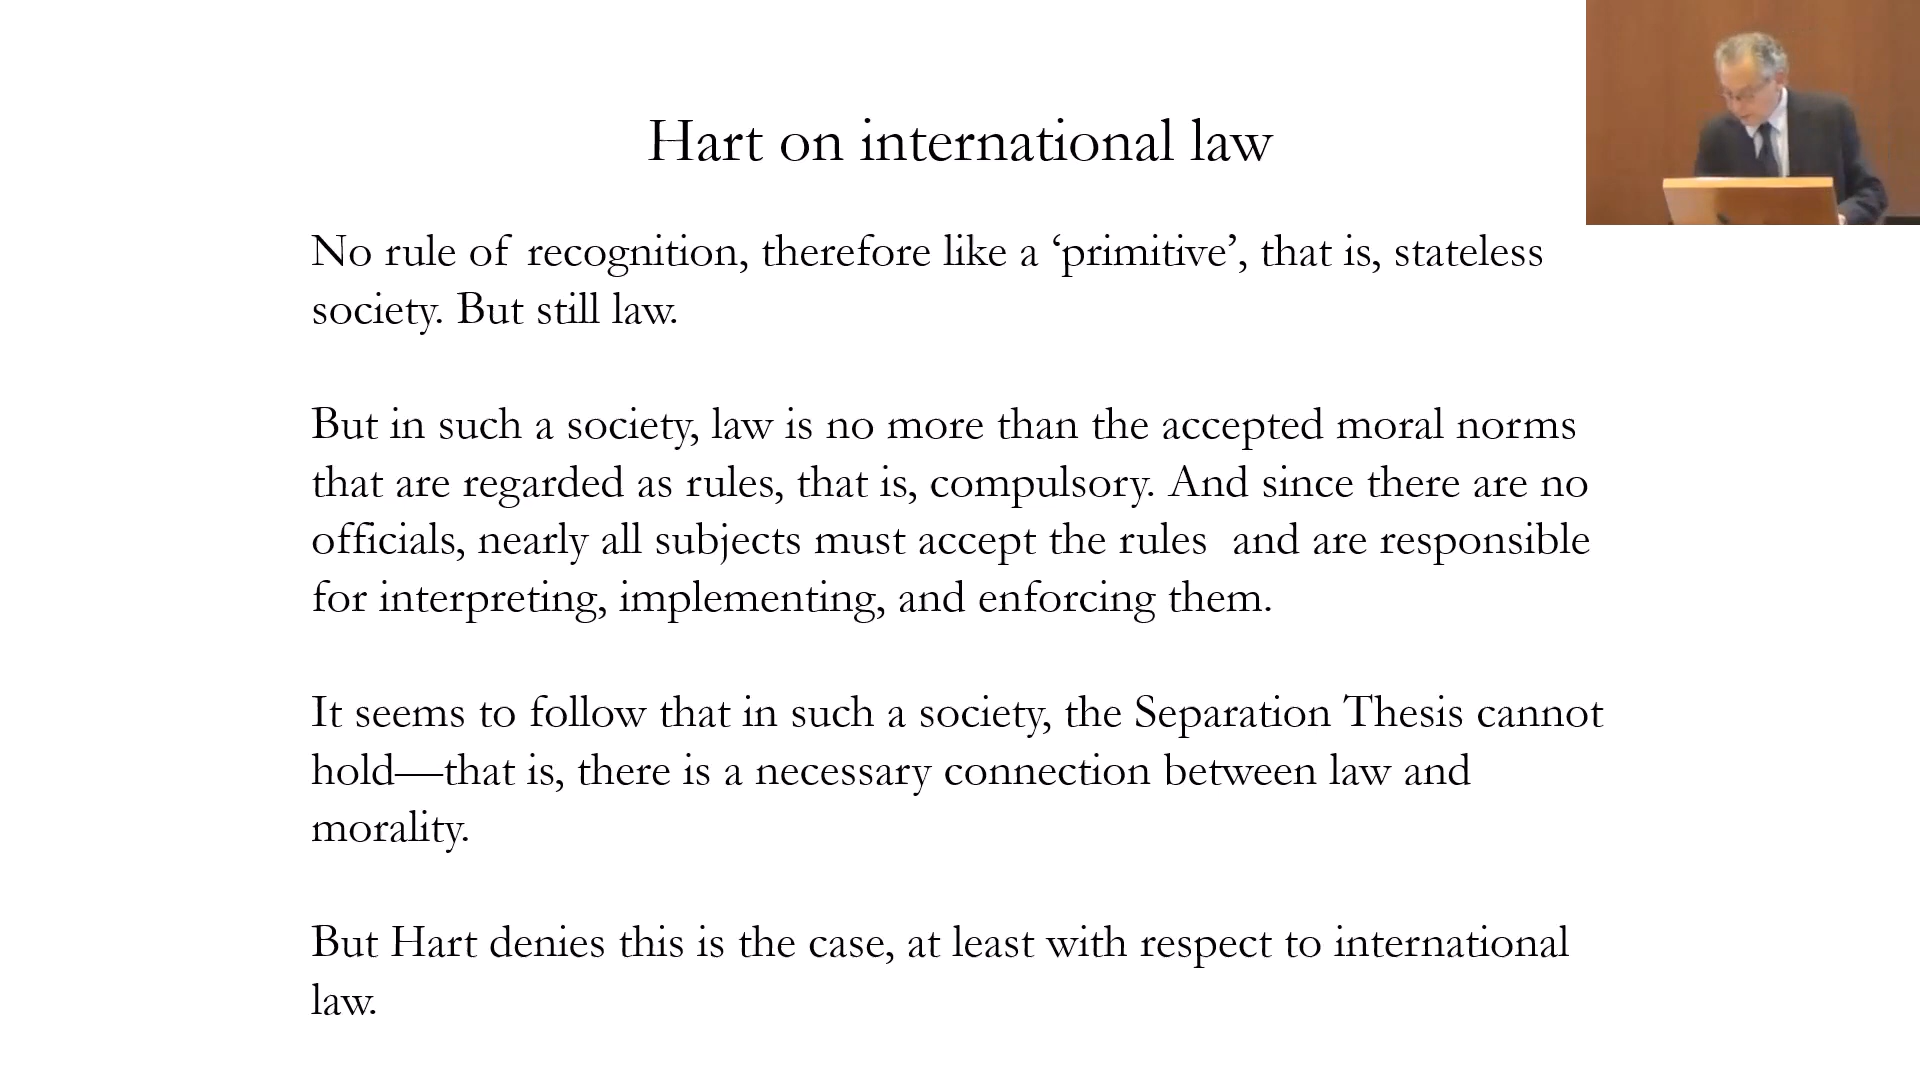 Hart on international law
No rule of recognition, therefore like a ‘primitive’, that is, stateless
society. But still law.
But in such a society, law is no more than the accepted moral norms
that are regarded as rules, that is, compulsory. And since there are no
officials, nearly all subjects must accept the rules  and are responsible
for interpreting, implementing, and enforcing them.
It seems to follow that in such a society, the Separation Thesis cannot
hold—that is, there is a necessary connection between law and
morality.
But Hart denies this is the case, at least with respect to international
law.